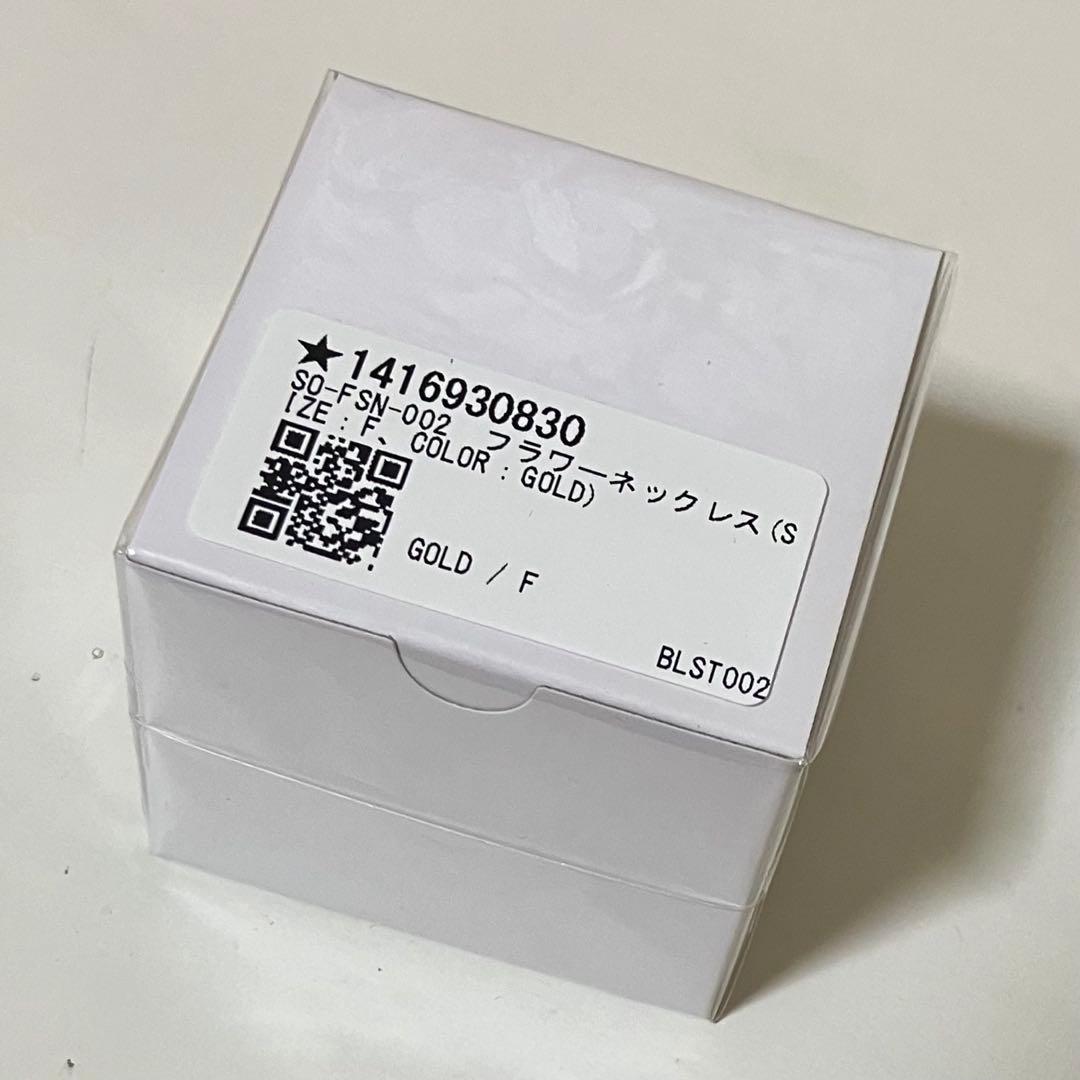 ★1416930830
SO-FSN-002 フラワーネックレス(S
IZE:F、COLOR:GOLD)
GOLD / F
BLST002